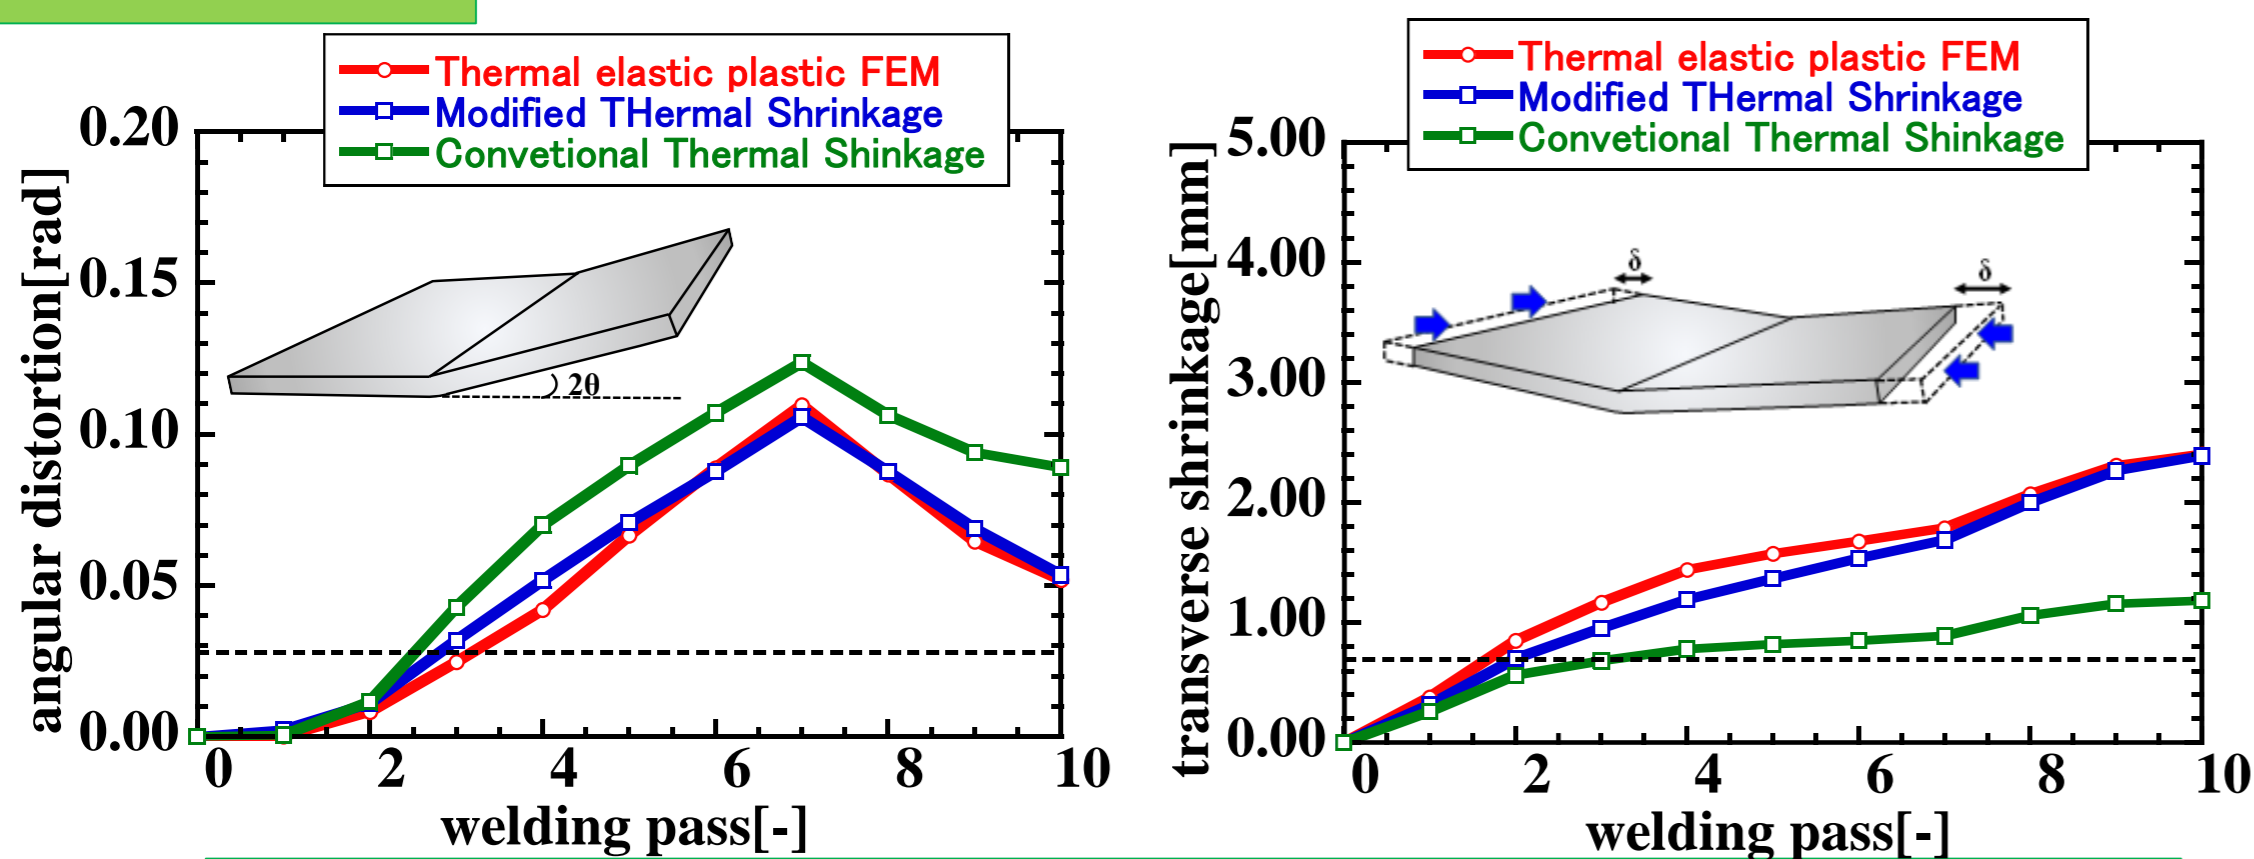 Thermal elastic plastic FEM
Modified THermal Shrinkage
Convetional Thermal Shinkage
angular distortion[rad]
0.20
0.15
0.10
0.05
0.00
2θ
0 2 4 6 8 10
welding pass[-]
Thermal elastic plastic FEM
Modified THermal Shrinkage
Convetional Thermal Shinkage
transverse shrinkage[mm]
5.00
4.00
3.00
2.00
1.00
0.00
δ δ
0 2 4 6 8 10
welding pass[-]